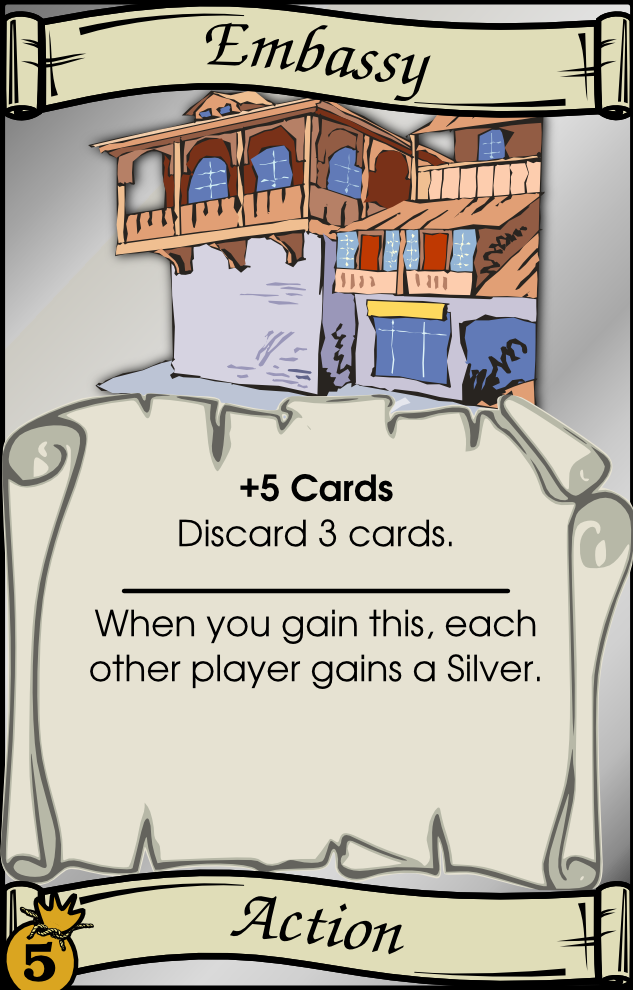 Embassy
+5 Cards
Discard 3 cards.
When you gain this, each
other player gains a Silver.
Action
5